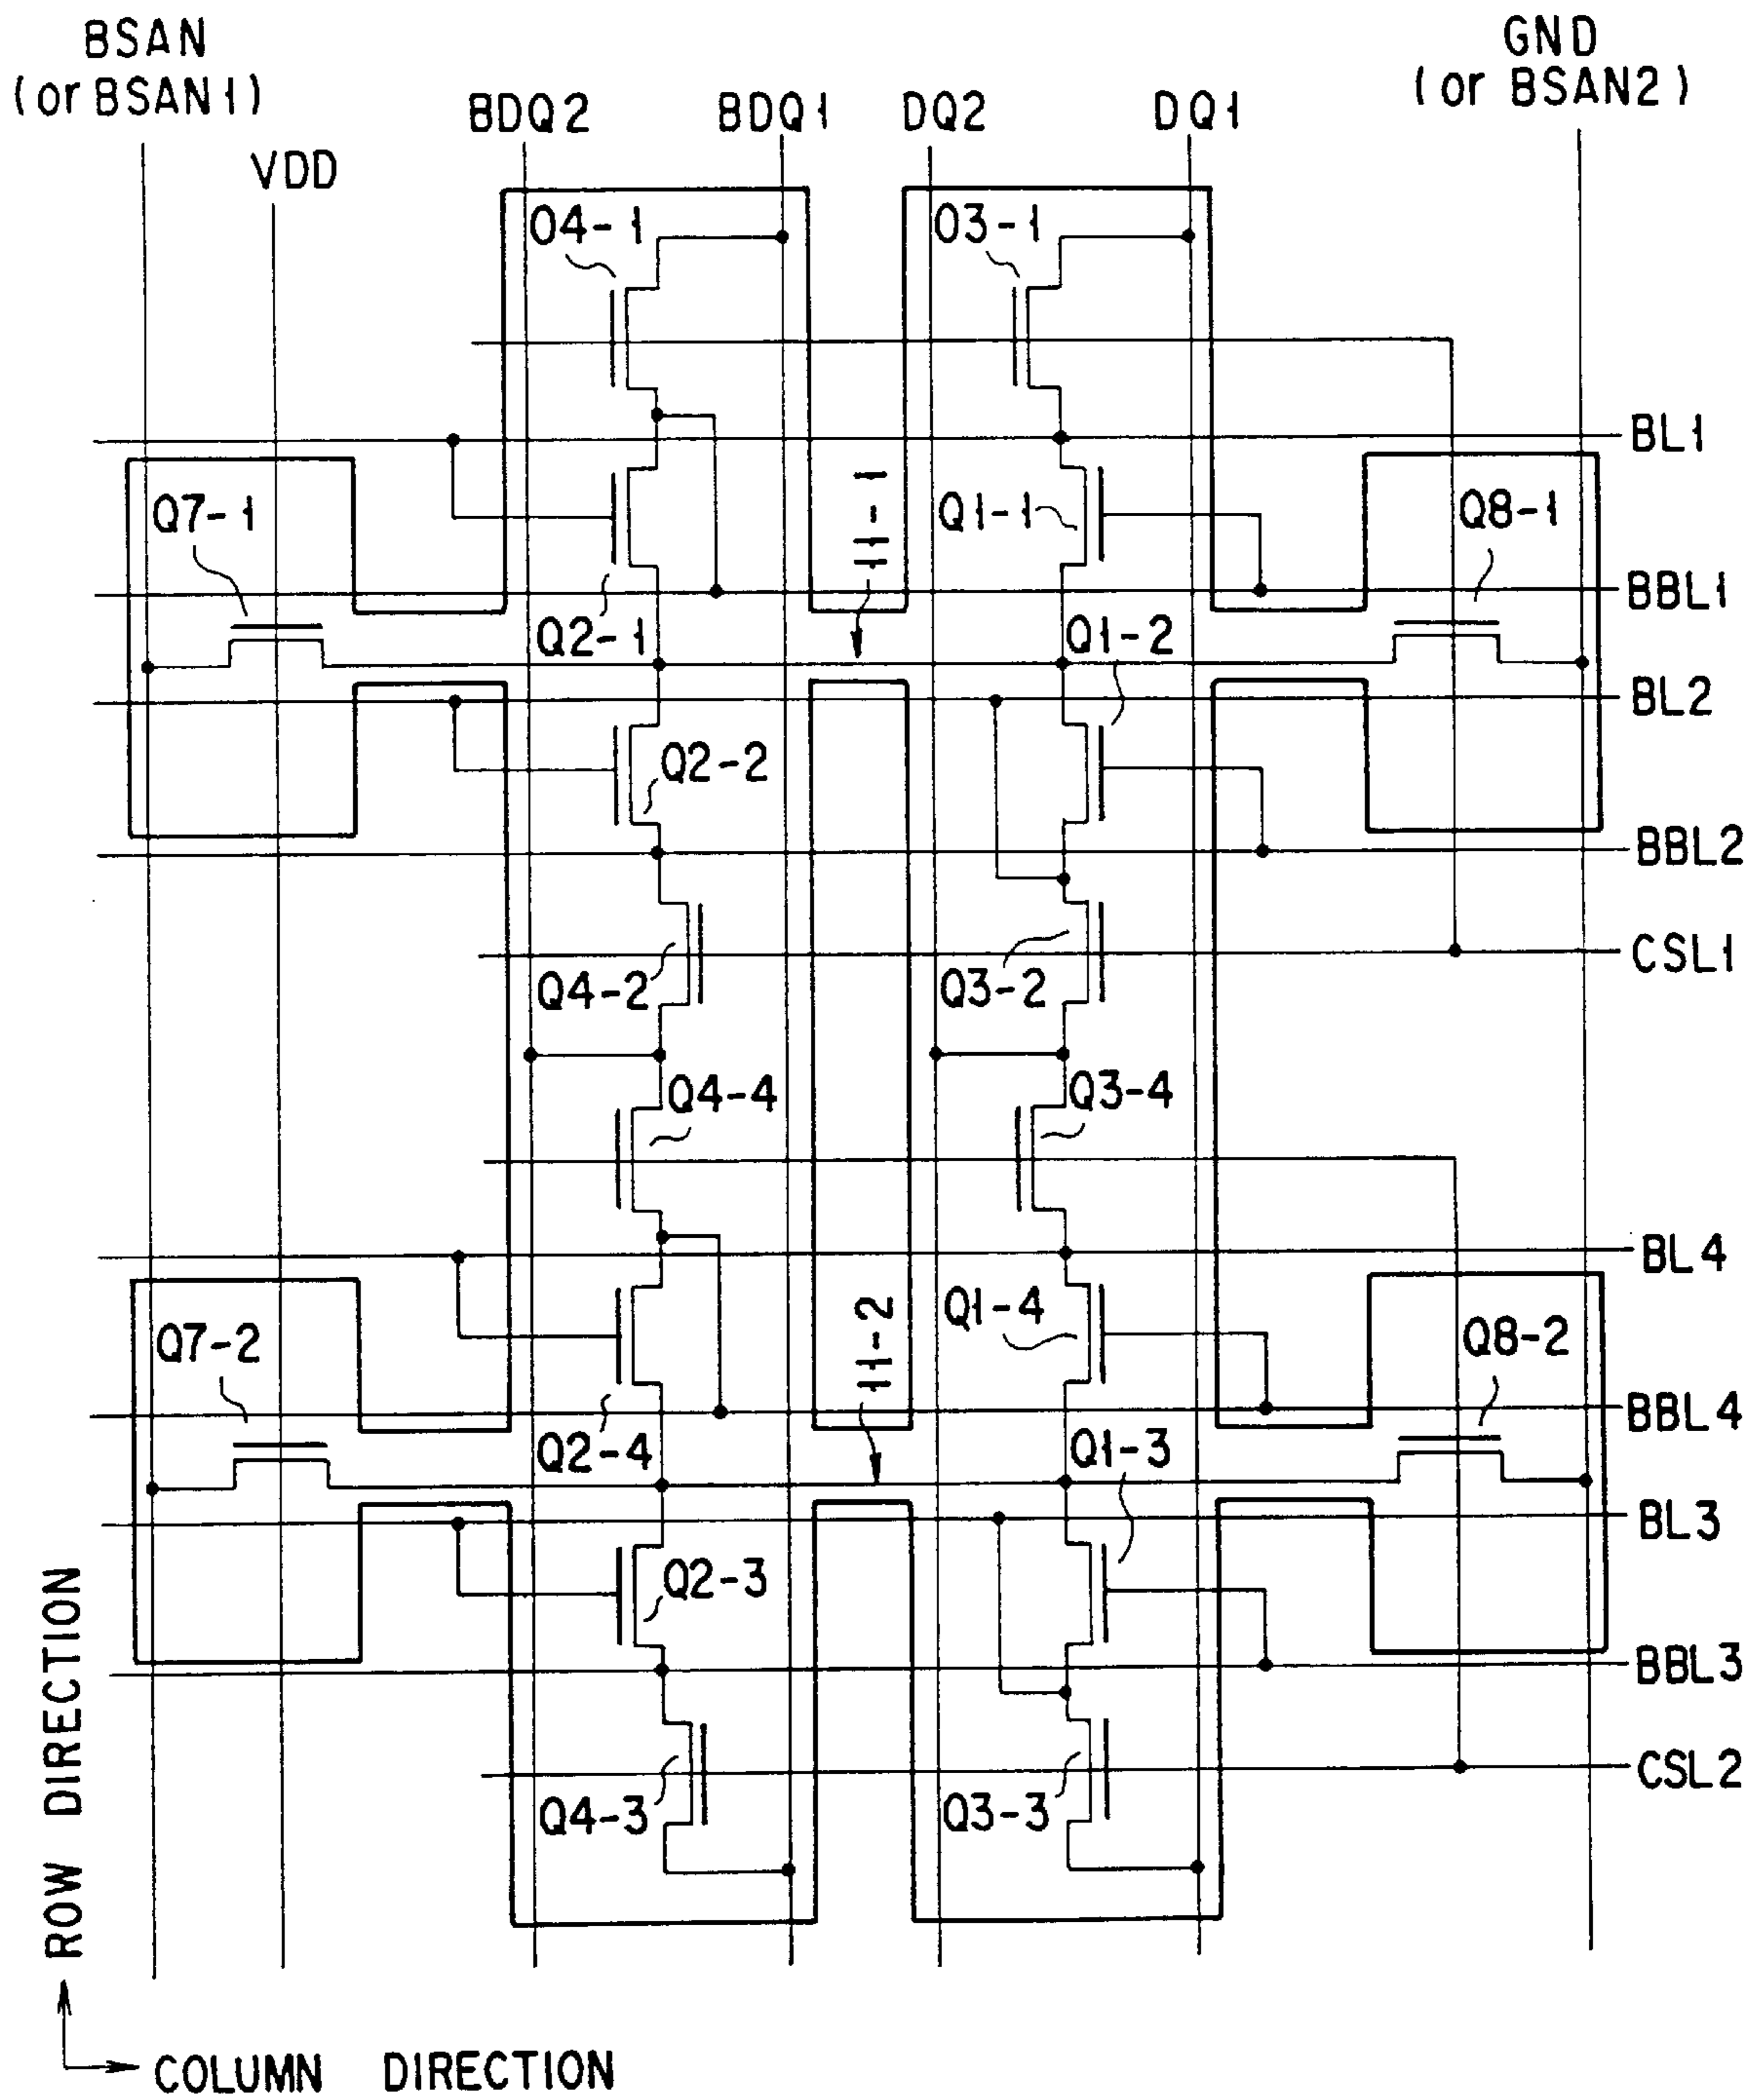 BSAN
(or BSAN1)
GND
(or BSAN2)
BDQ2
BDQ1
DQ2
DQ1
VDD
O4-1
O3-1
BL1
Q7-1
11-1
Q1-1
Q8-1
BBL1
Q2-1
Q1-2
BL2
Q2-2
BBL2
CSL1
Q4-2
Q3-2
Q4-4
Q3-4
BL4
Q7-2
11-2
Q1-4
Q8-2
BBL4
Q2-4
Q1-3
BL3
Q2-3
BBL3
CSL2
Q4-3
Q3-3
ROW DIRECTION
COLUMN DIRECTION